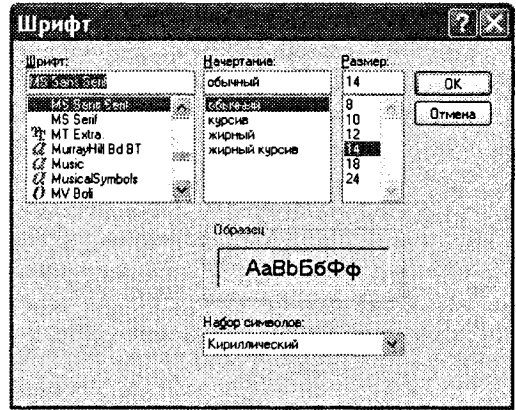 Шрифт
Шрифт:
MS Sans Serif
MS Sans Serif
MS Serif
MT Extra
MurrayHill Bd BT
Music
MusicalSymbols
MV Boli
Начертание:
обычный
обычный
курсив
жирный
жирный курсив
Размер:
14
8
10
12
14
18
24
OK
Отмена
Образец
АаВbБбФф
Набор символов:
Кириллический